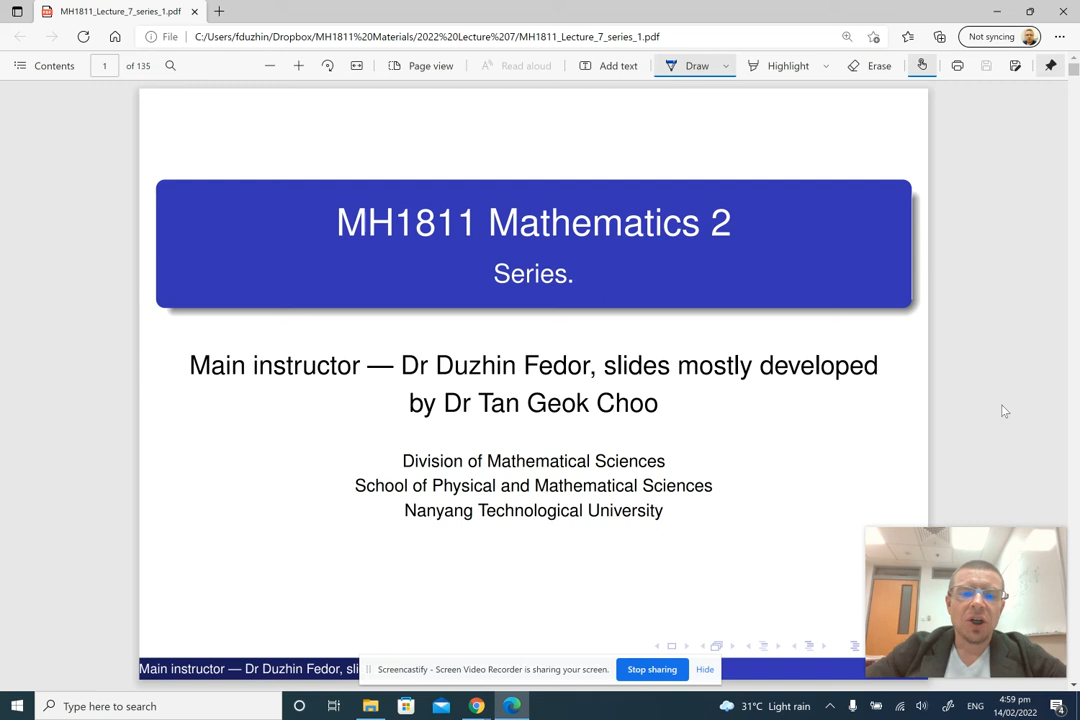 MH1811_Lecture_7_series_1.pdf
File
C:/Users/fduzhin/Dropbox/MH1811%20Materials/2022%20Lecture%207/MH1811_Lecture_7_series_1.pdf
Not syncing
Contents
1
of 135
Page view
Read aloud
Add text
Draw
Highlight
Erase
MH1811 Mathematics 2
Series.
Main instructor — Dr Duzhin Fedor, slides mostly developed
by Dr Tan Geok Choo
Division of Mathematical Sciences
School of Physical and Mathematical Sciences
Nanyang Technological University
Main instructor — Dr Duzhin Fedor, sli
Screencastify - Screen Video Recorder is sharing your screen.
Stop sharing
Hide
Type here to search
31°C Light rain
ENG
4:59 pm
14/02/2022
4